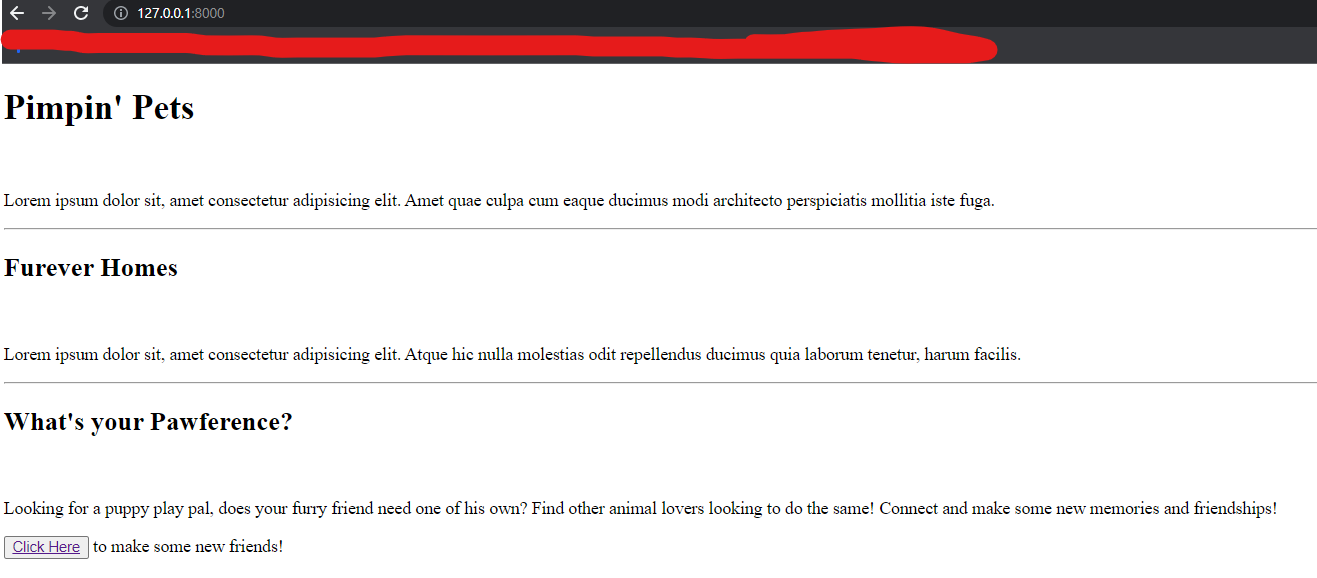 127.0.0.1:8000
Pimpin' Pets
Lorem ipsum dolor sit, amet consectetur adipisicing elit. Amet quae culpa cum eaque ducimus modi architecto perspiciatis mollitia iste fuga.
Furever Homes
Lorem ipsum dolor sit, amet consectetur adipisicing elit. Atque hic nulla molestias odit repellendus ducimus quia laborum tenetur, harum facilis.
What's your Pawference?
Looking for a puppy play pal, does your furry friend need one of his own? Find other animal lovers looking to do the same! Connect and make some new memories and friendships!
Click Here to make some new friends!